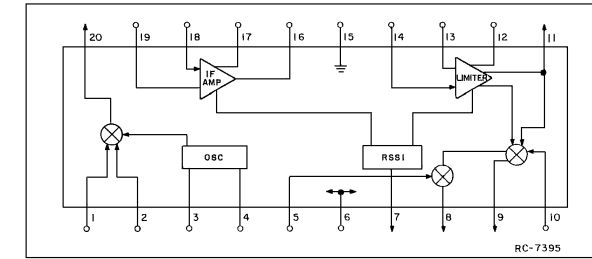 20 19 18 17 16 15 14 13 12 11
IF
AMP
LIMITER
OSC
RSSI
1 2 3 4 5 6 7 8 9 10
RC-7395